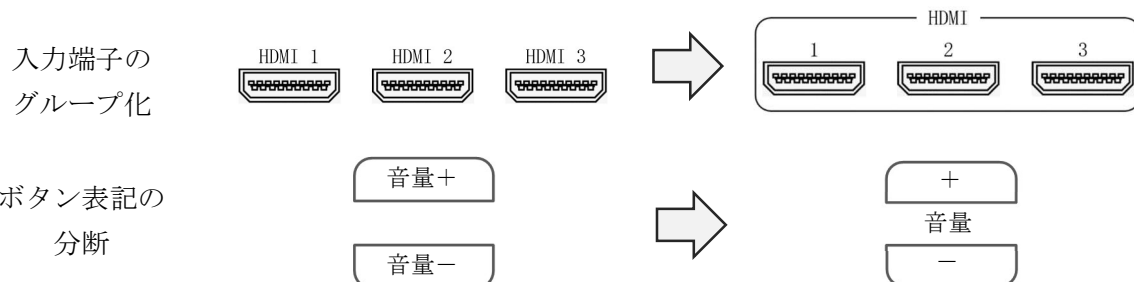 入力端子の
グループ化
HDMI 1 HDMI 2 HDMI 3
HDMI
1 2 3
ボタン表記の
分断
音量＋
音量－
＋
音量
－